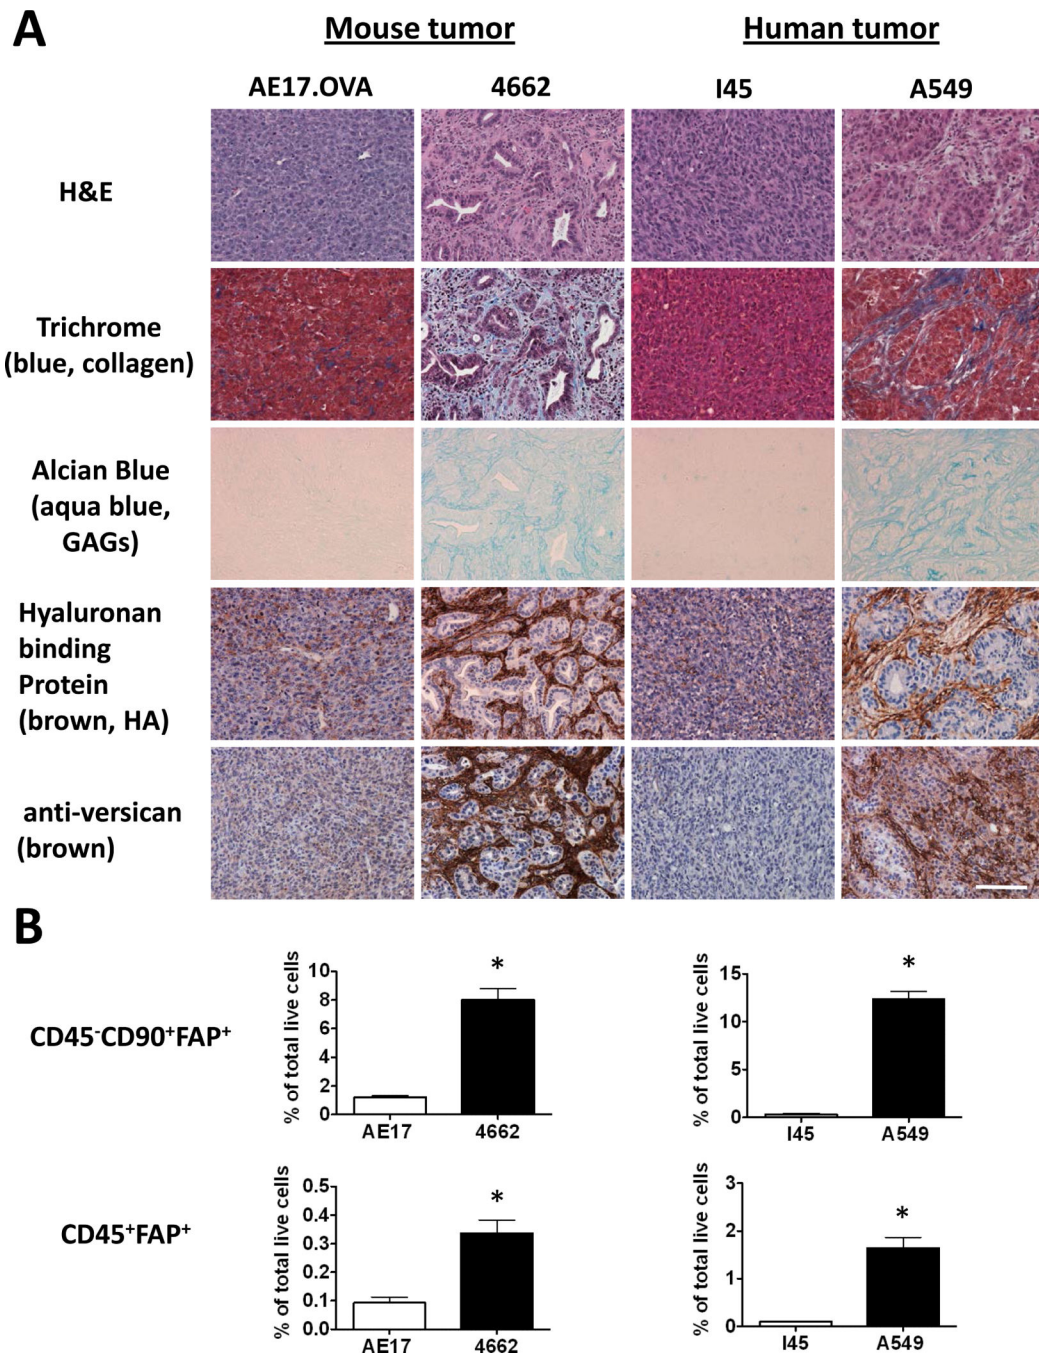 A
Mouse tumor Human tumor
AE17.OVA 4662 I45 A549
H&E
Trichrome
(blue, collagen)
Alcian Blue
(aqua blue,
GAGs)
Hyaluronan
binding
Protein
(brown, HA)
anti-versican
(brown)
B
CD45⁻CD90⁺FAP⁺
% of total live cells
10
8
6
4
2
0
*
AE17 4662
% of total live cells
15
10
5
0
*
I45 A549
CD45⁺FAP⁺
% of total live cells
0.5
0.4
0.3
0.2
0.1
0.0
*
AE17 4662
% of total live cells
3
2
1
0
*
I45 A549